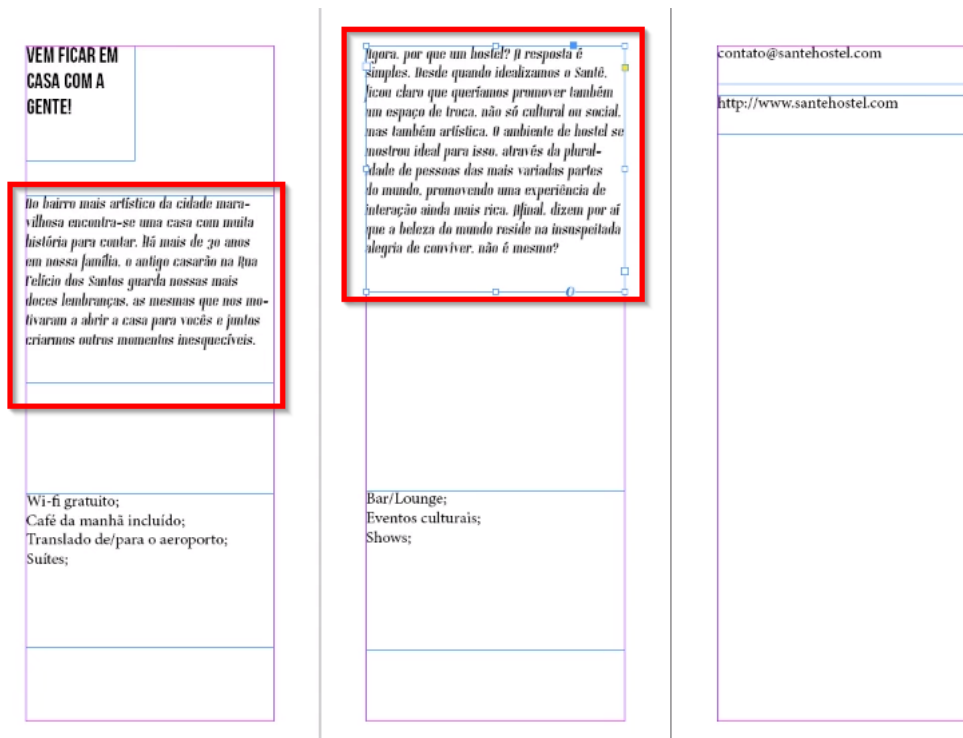 VEM FICAR EM
CASA COM A
GENTE!
No bairro mais artístico da cidade mara-
vilhosa encontra-se uma casa com muita
história para contar. Há mais de 30 anos
em nossa família, o antigo casarão na Rua
Felício dos Santos guarda nossas mais
doces lembranças, as mesmas que nos mo-
tivaram a abrir a casa para vocês e juntos
criarmos outros momentos inesquecíveis.
Wi-fi gratuito;
Café da manhã incluído;
Translado de/para o aeroporto;
Suítes;
Agora, por que um hostel? A resposta é
simples. Desde quando idealizamos o Santê,
ficou claro que queríamos promover também
um espaço de troca, não só cultural ou social,
mas também artística. O ambiente de hostel se
mostrou ideal para isso, através da plural-
idade de pessoas das mais variadas partes
do mundo, promovendo uma experiência de
interação ainda mais rica. Afinal, dizem por aí
que a beleza do mundo reside na insuspeitada
alegria de conviver, não é mesmo?
Bar/Lounge;
Eventos culturais;
Shows;
contato@santehostel.com
http://www.santehostel.com